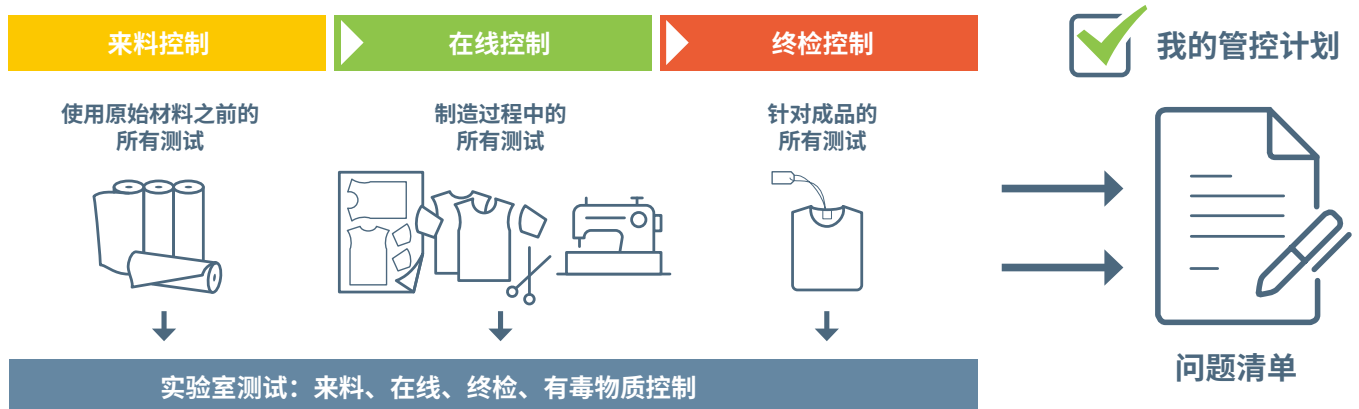 来料控制
在线控制
终检控制
我的管控计划
使用原始材料之前的
所有测试
制造过程中的
所有测试
针对成品的
所有测试
实验室测试：来料、在线、终检、有毒物质控制
问题清单